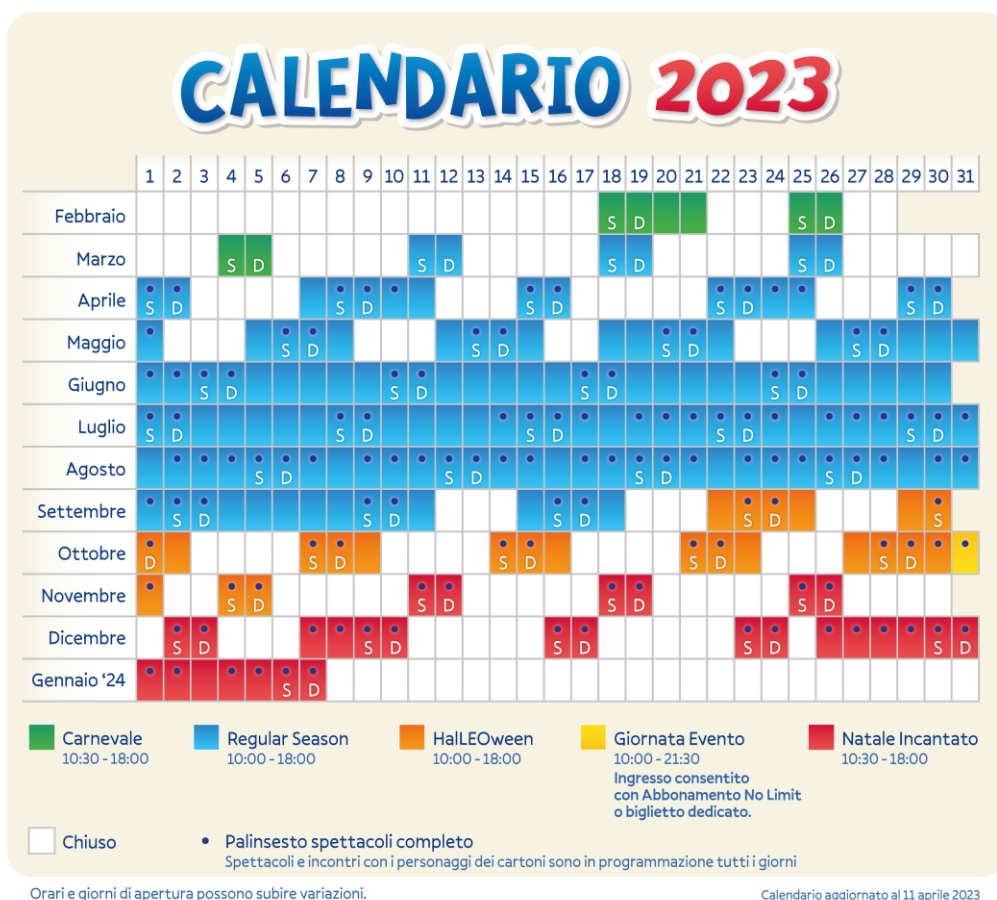 CALENDARIO 2023
1 2 3 4 5 6 7 8 9 10 11 12 13 14 15 16 17 18 19 20 21 22 23 24 25 26 27 28 29 30 31
Febbraio S D S D
Marzo S D S D S D S D
Aprile S D S D S D S D S D
Maggio S D S D S D S D
Giugno S D S D S D S D
Luglio S D S D S D S D S D
Agosto S D S D S D S D
Settembre S D S D S D S D S
Ottobre D S D S D S D S D
Novembre S D S D S D S D
Dicembre S D S D S D S D S D
Gennaio ‘24 S D
Carnevale
10:30 - 18:00
Regular Season
10:00 - 18:00
HalLEOween
10:00 - 18:00
Giornata Evento
10:00 - 21:30
Ingresso consentito
con Abbonamento No Limit
o biglietto dedicato.
Natale Incantato
10:30 - 18:00
Chiuso
• Palinsesto spettacoli completo
Spettacoli e incontri con i personaggi dei cartoni sono in programmazione tutti i giorni
Orari e giorni di apertura possono subire variazioni.
Calendario aggiornato al 11 aprile 2023